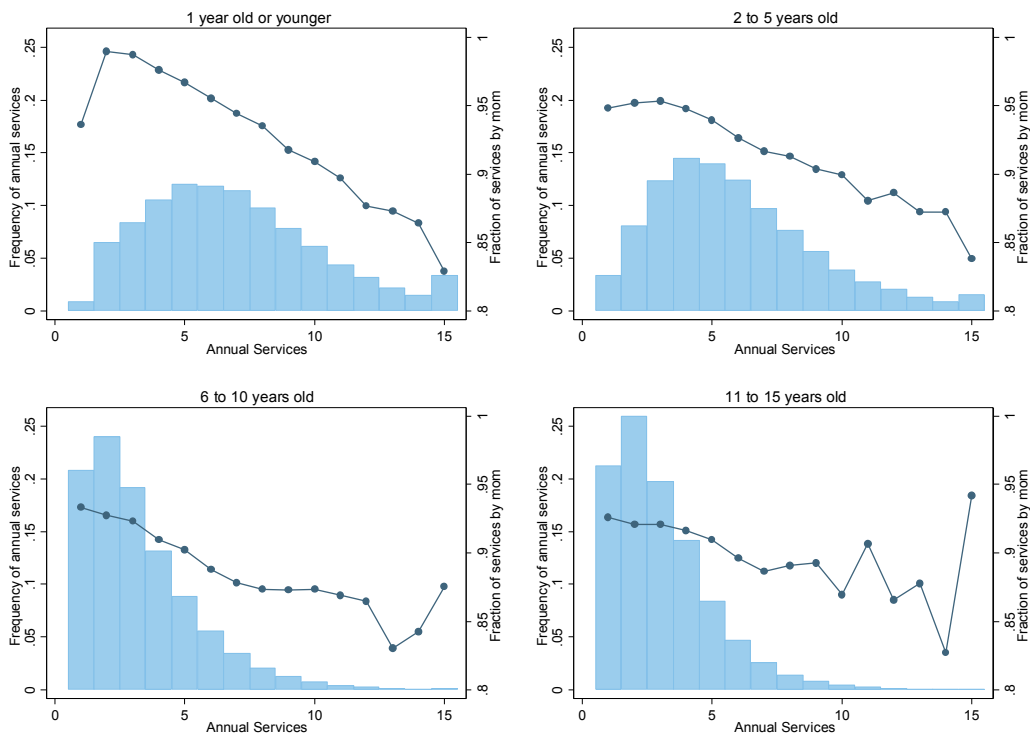 1 year old or younger
Frequency of annual services
0 .05 .1 .15 .2 .25
.8 .85 .9 .95 1
Fraction of services by mom
0 5 10 15
Annual Services
2 to 5 years old
Frequency of annual services
0 .05 .1 .15 .2 .25
.8 .85 .9 .95 1
Fraction of services by mom
0 5 10 15
Annual Services
6 to 10 years old
Frequency of annual services
0 .05 .1 .15 .2 .25
.8 .85 .9 .95 1
Fraction of services by mom
0 5 10 15
Annual Services
11 to 15 years old
Frequency of annual services
0 .05 .1 .15 .2 .25
.8 .85 .9 .95 1
Fraction of services by mom
0 5 10 15
Annual Services